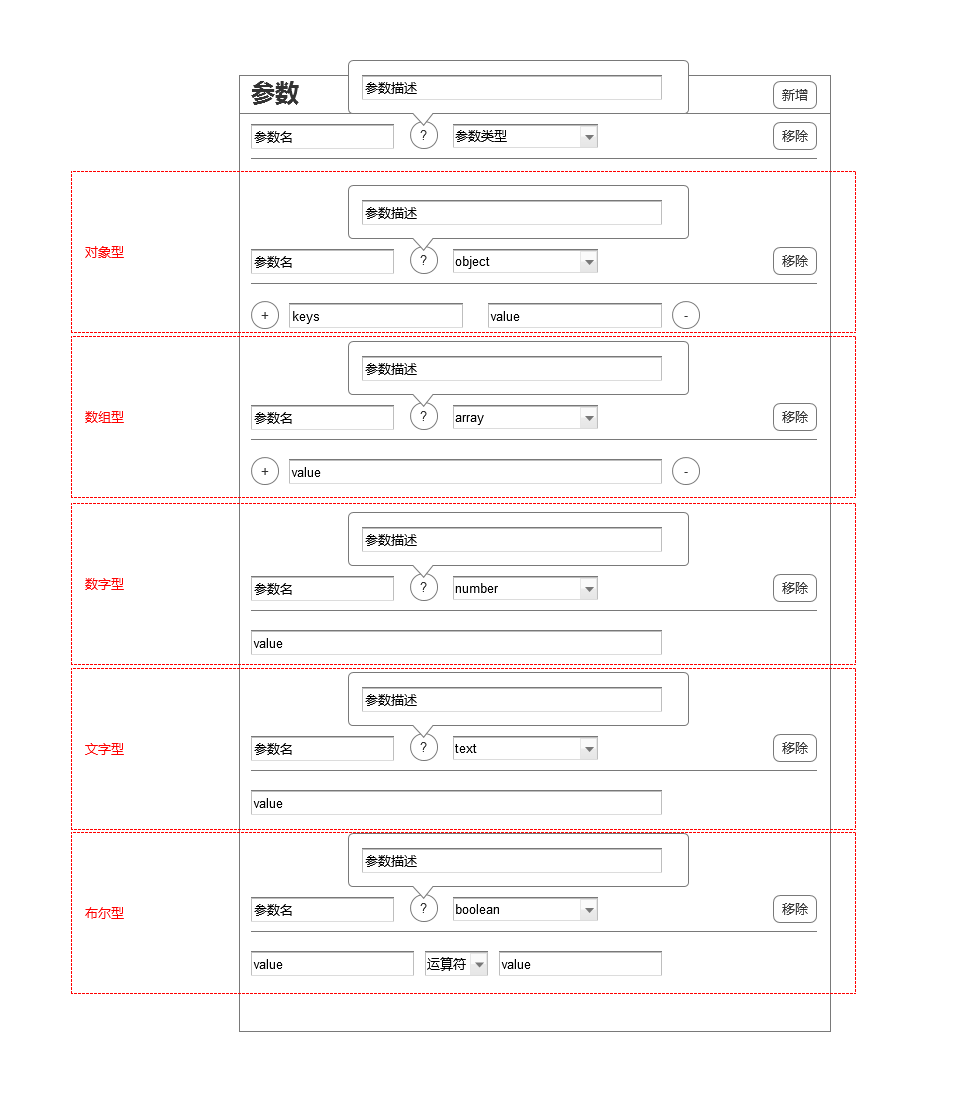 参数描述
参数
新增
参数名
?
参数类型
移除
参数描述
对象型
参数名
?
object
移除
+
keys
value
-
参数描述
数组型
参数名
?
array
移除
+
value
-
参数描述
数字型
参数名
?
number
移除
value
参数描述
文字型
参数名
?
text
移除
value
参数描述
布尔型
参数名
?
boolean
移除
value
运算符
value